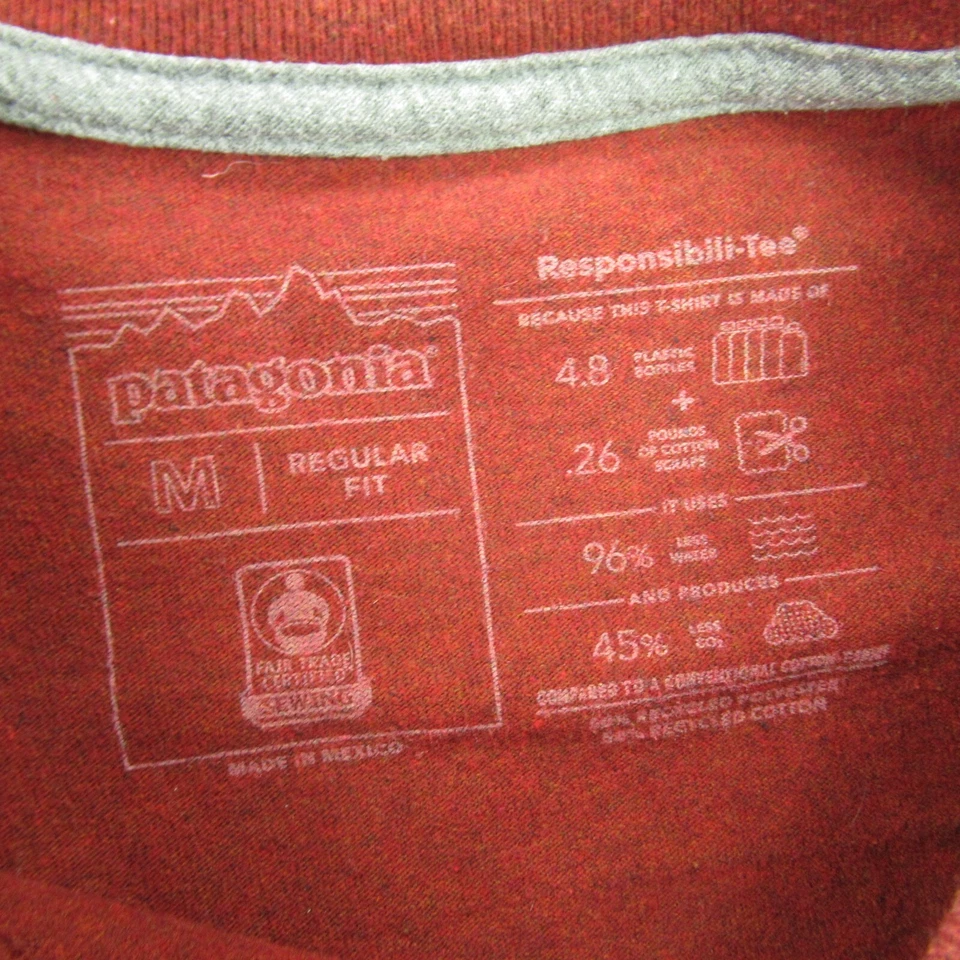 patagonia®
M
REGULAR
FIT
FAIR TRADE
CERTIFIED
SEWING
MADE IN MEXICO
Responsibili-Tee®
BECAUSE THIS T-SHIRT IS MADE OF
4.8 PLASTIC
BOTTLES
+
.26 POUNDS
OF COTTON
SCRAPS
IT USES
96% LESS
WATER
AND PRODUCES
45% LESS
CO₂
COMPARED TO A CONVENTIONAL COTTON
RECYCLED POLYESTER
RECYCLED COTTON